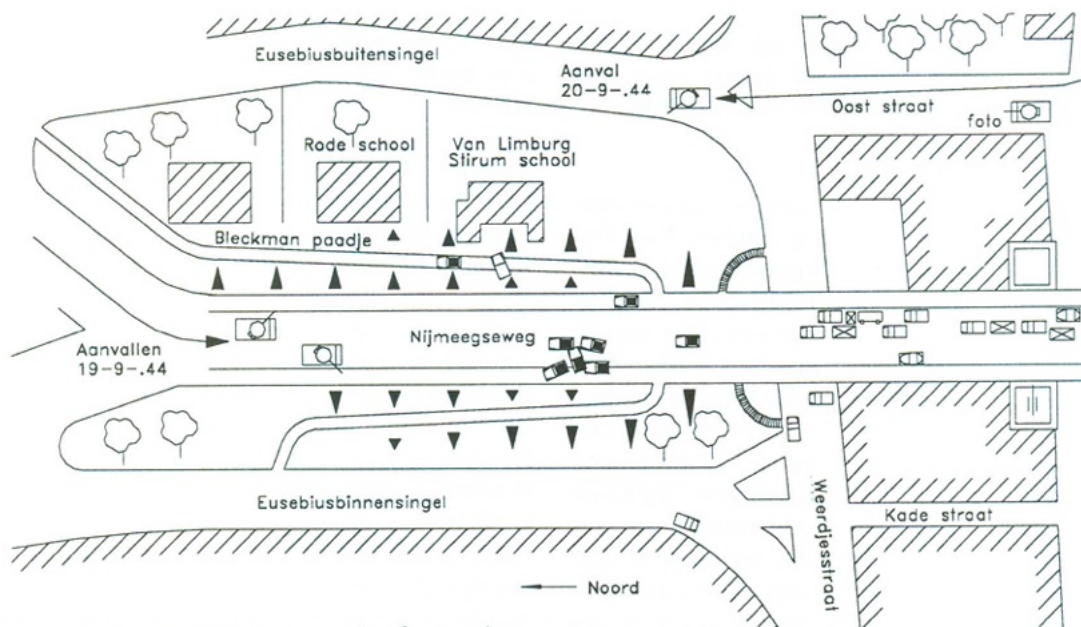 Eusebiusbuitensingel
Aanval
20-9-.44
Oost straat
foto
Rode school
Van Limburg
Stirum school
Bleckman paadje
Nijmeegseweg
Aanvallen
19-9-.44
Eusebiusbinnensingel
Weerdjesstraat
Kade straat
Noord